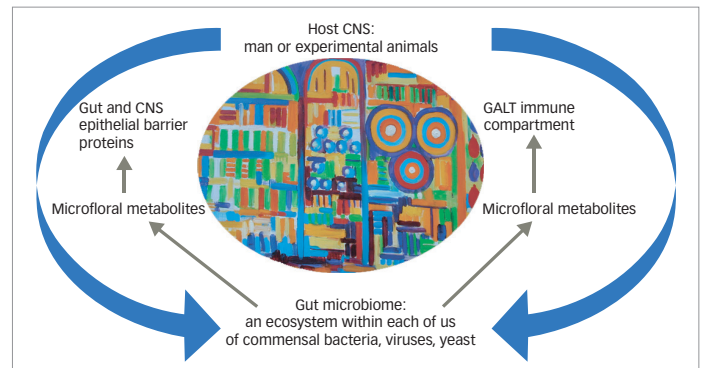 Host CNS:
man or experimental animals
Gut and CNS
epithelial barrier
proteins
GALT immune
compartment
Microfloral metabolites
Microfloral metabolites
Gut microbiome:
an ecosystem within each of us
of commensal bacteria, viruses, yeast